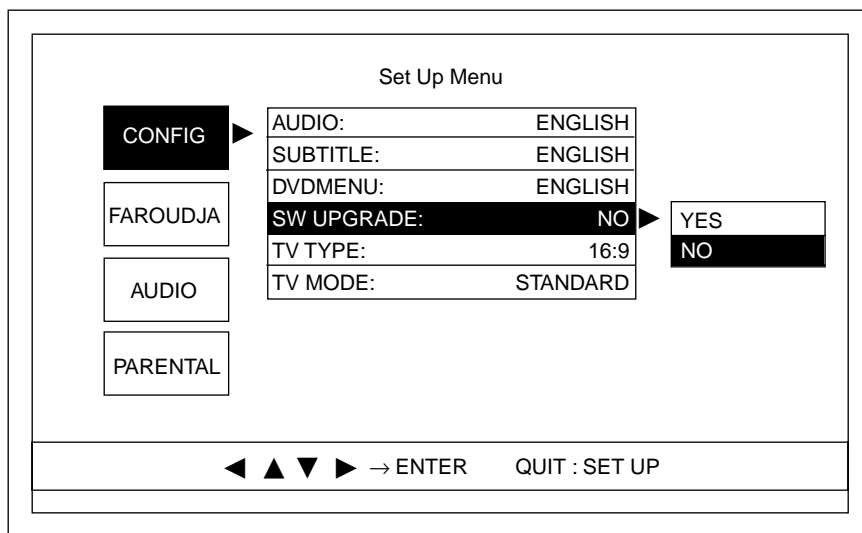 Set Up Menu
CONFIG
FAROUDJA
AUDIO
PARENTAL
AUDIO: ENGLISH
SUBTITLE: ENGLISH
DVDMENU: ENGLISH
SW UPGRADE: NO
TV TYPE: 16:9
TV MODE: STANDARD
YES
NO
◀ ▲ ▼ ▶ → ENTER QUIT : SET UP